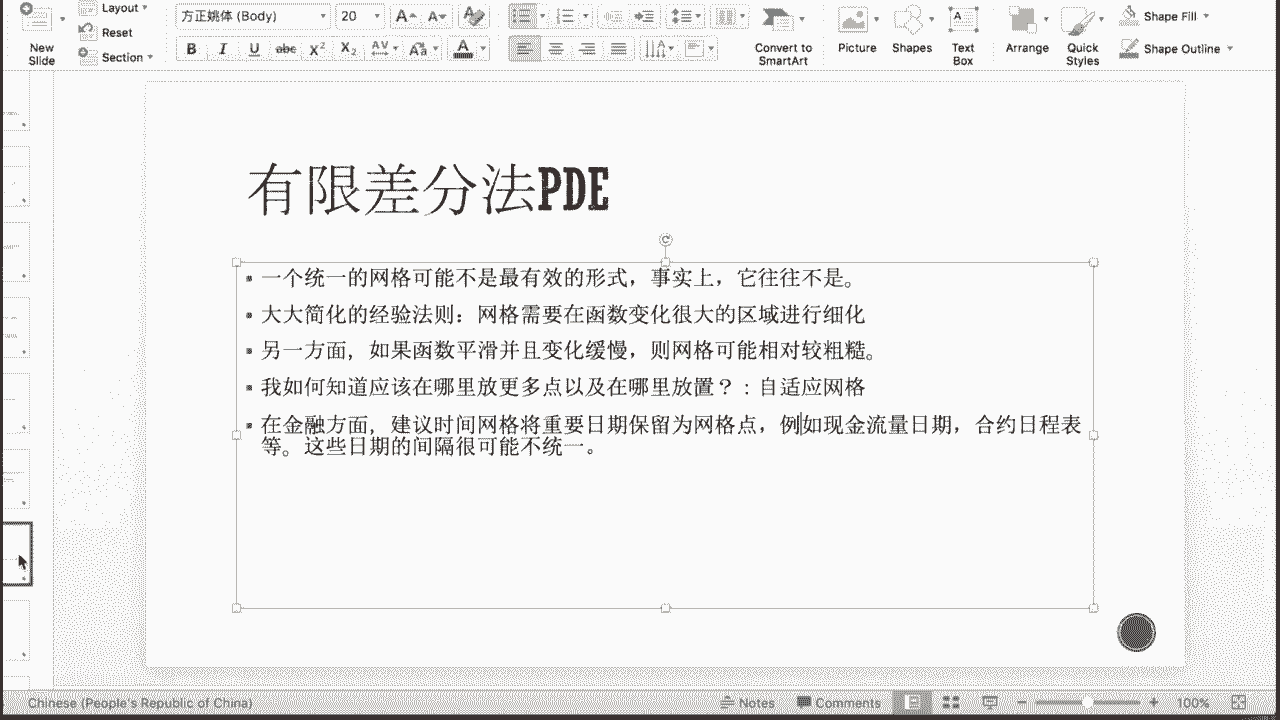 Layout
Reset
New
Slide
Section
方正姚体 (Body)
20
A A
B I U abc X² X₂ AV Aa A
Convert to
SmartArt
Picture
Shapes
Text
Box
Arrange
Quick
Styles
Shape Fill
Shape Outline
有限差分法PDE
一个统一的网格可能不是最有效的形式，事实上，它往往不是。
大大简化的经验法则：网格需要在函数变化很大的区域进行细化
另一方面，如果函数平滑并且变化缓慢，则网格可能相对较粗糙。
我如何知道应该在哪里放更多点以及在哪里放置？：自适应网格
在金融方面，建议时间网格将重要日期保留为网格点，例如现金流量日期，合约日程表
等。这些日期的间隔很可能不统一。
Chinese (People's Republic of China)
Notes
Comments
100%